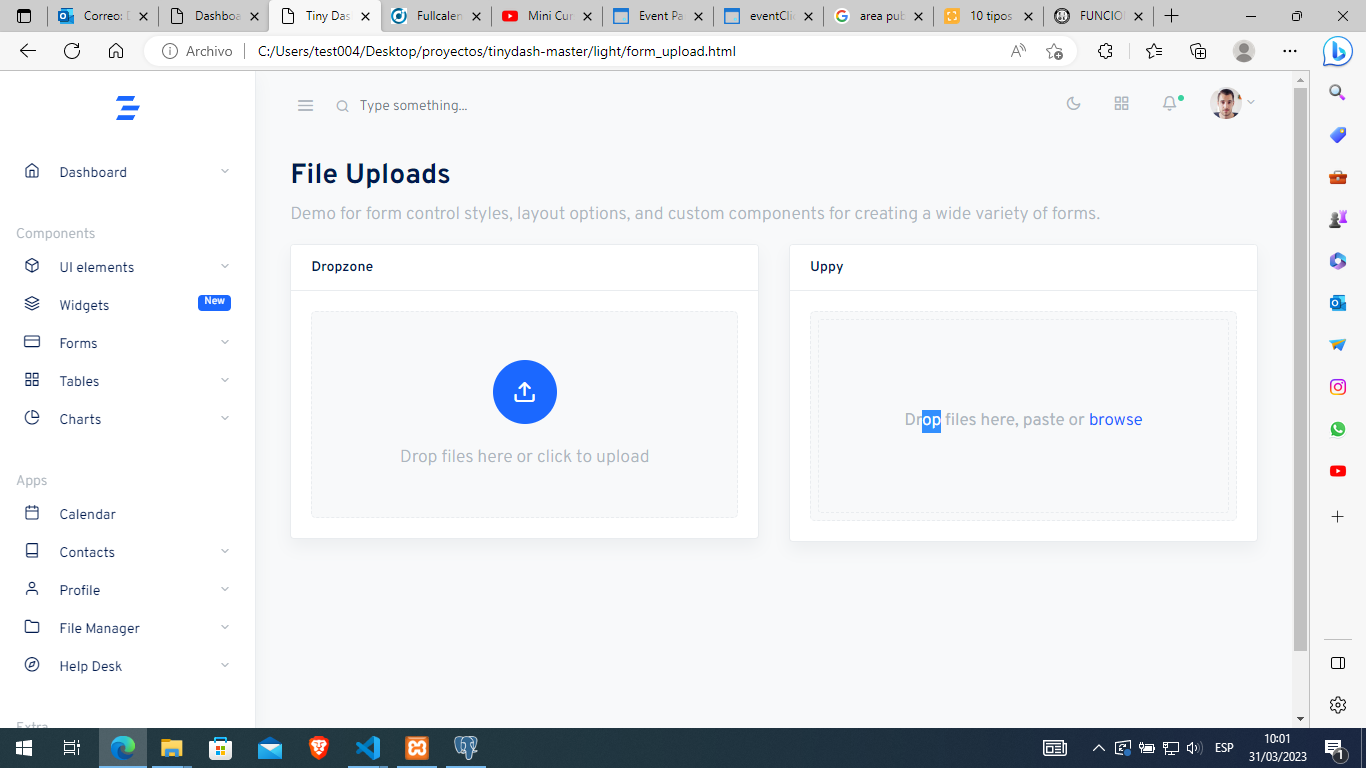 Correo: D
Dashboa
Tiny Das
Fullcalen
Mini Cur
Event Pa
eventClic
area pub
10 tipos
FUNCION
Archivo
C:/Users/test004/Desktop/proyectos/tinydash-master/light/form_upload.html
Type something...
Dashboard
Components
UI elements
Widgets New
Forms
Tables
Charts
Apps
Calendar
Contacts
Profile
File Manager
Help Desk
Extra
File Uploads
Demo for form control styles, layout options, and custom components for creating a wide variety of forms.
Dropzone
Drop files here or click to upload
Uppy
Drop files here, paste or browse
ESP
10:01
31/03/2023
1